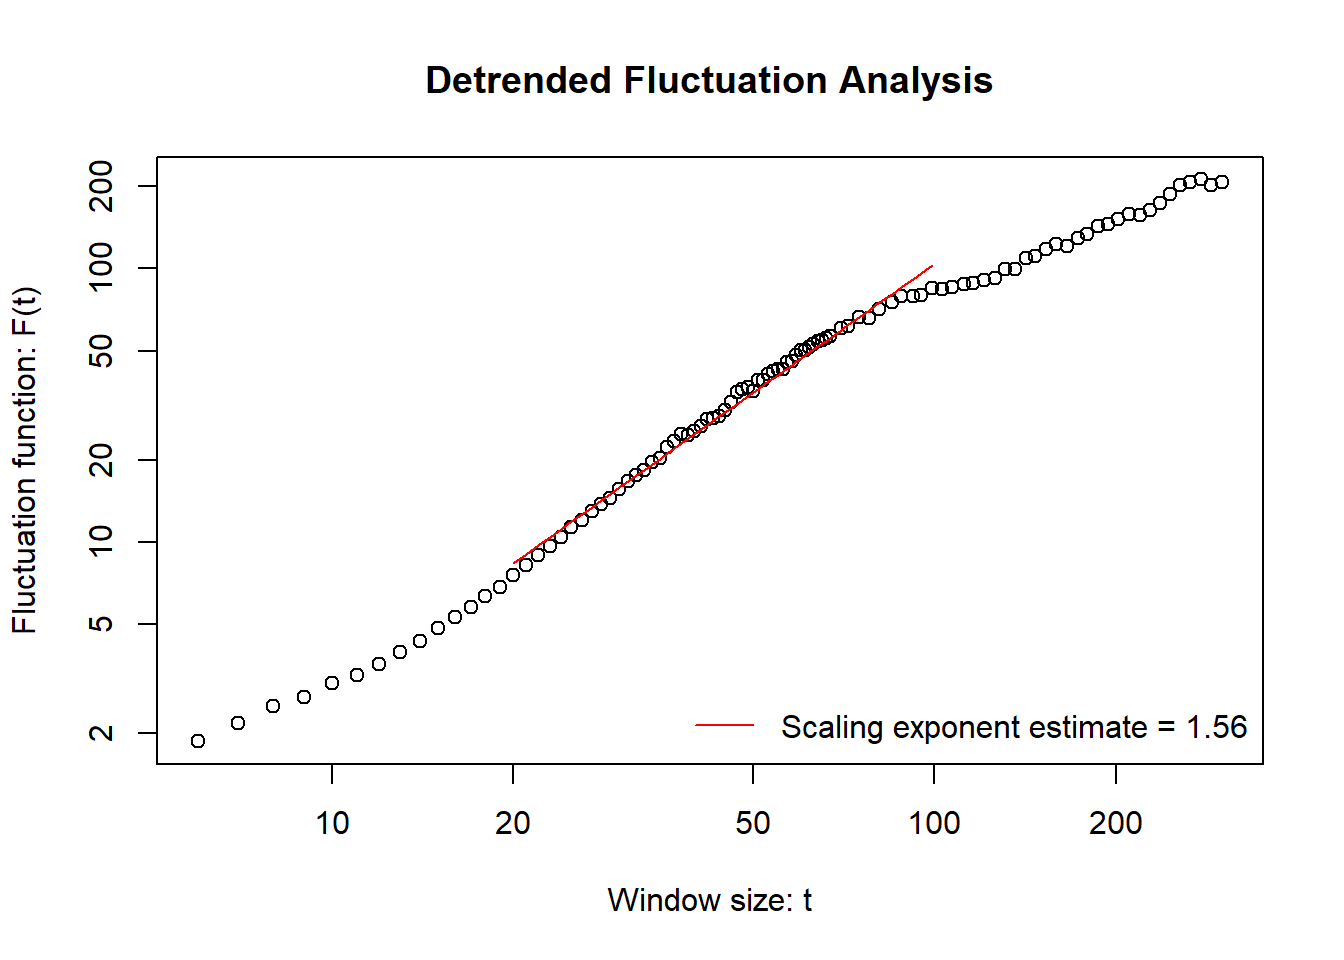 Detrended Fluctuation Analysis
Fluctuation function: F(t)
200
100
50
20
10
5
2
Scaling exponent estimate = 1.56
10 20 50 100 200
Window size: t